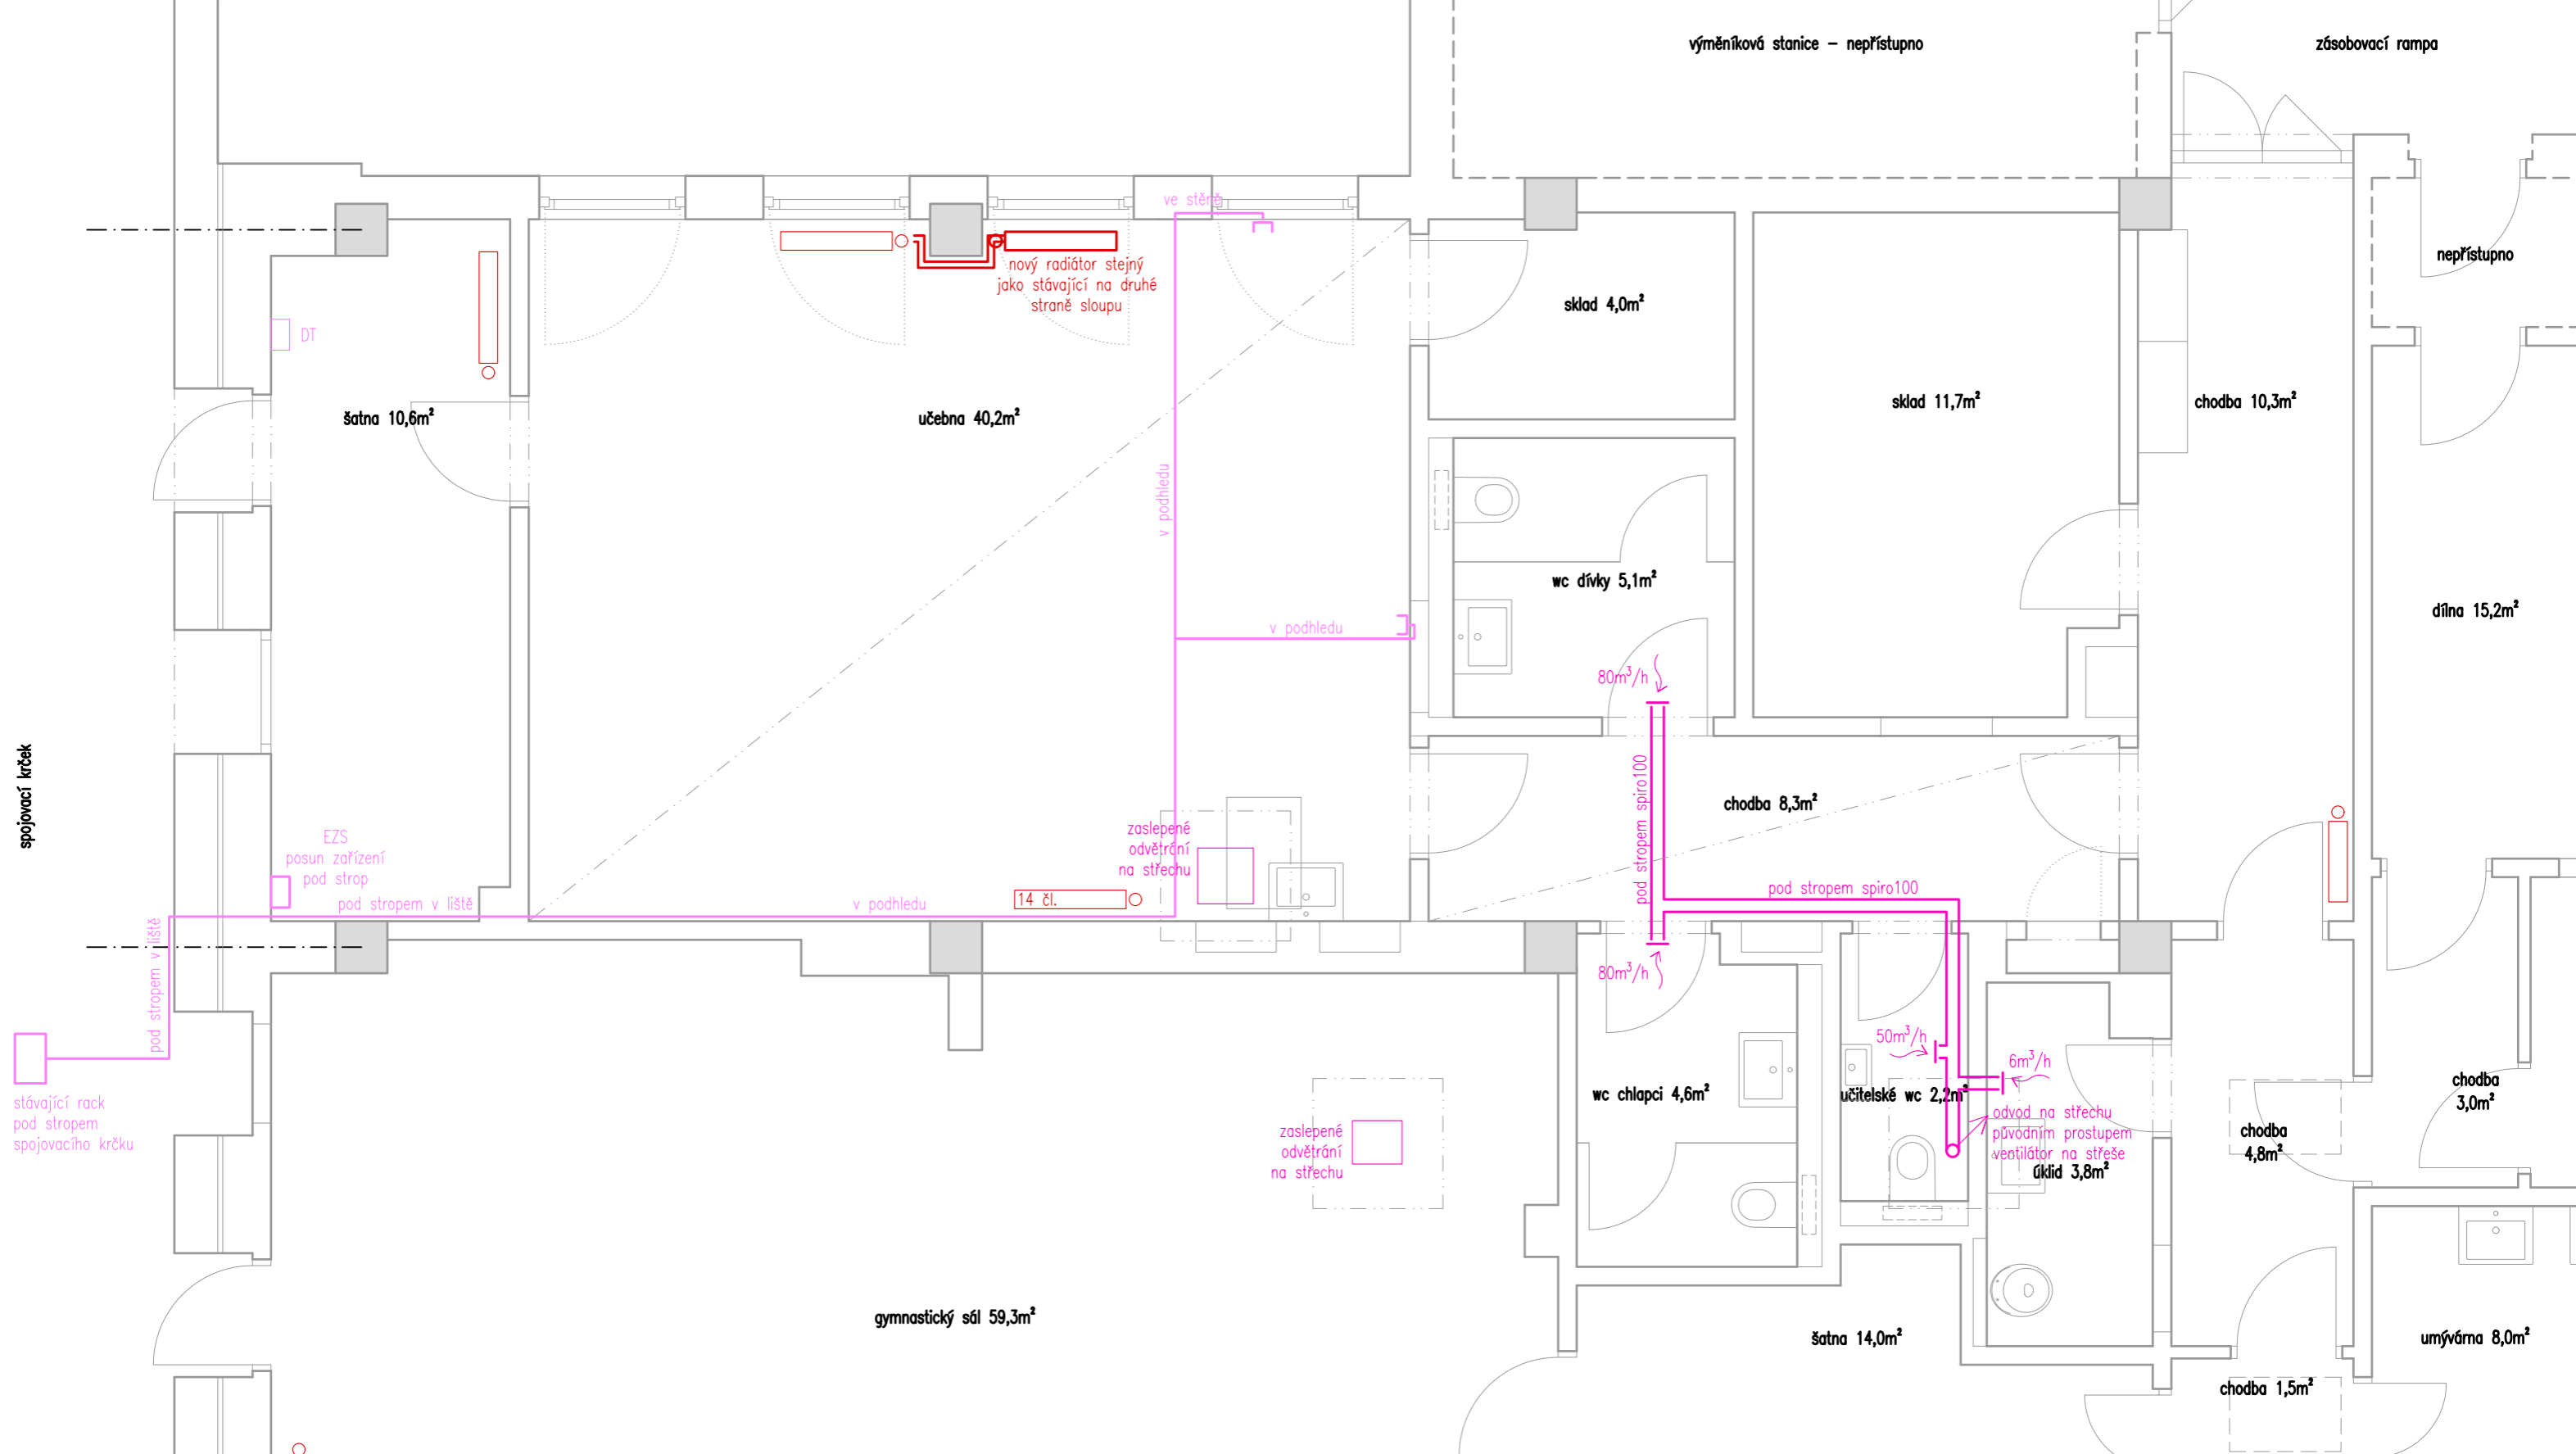 výměníková stanice – nepřístupno
zásobovací rampa
ve stěně
nový radiátor stejný
jako stávající na druhé
straně sloupu
nepřístupno
sklad 4,0m²
DT
šatna 10,6m²
učebna 40,2m²
sklad 11,7m²
chodba 10,3m²
v podhledu
wc dívky 5,1m²
dílna 15,2m²
v podhledu
80m³/h
spojovací krček
pod stropem spiro100
chodba 8,3m²
EZS
posun zařízení
pod strop
zaslepené
odvětrání
na střechu
pod stropem v liště
v podhledu
14 čl.
pod stropem spiro100
pod stropem v liště
80m³/h
50m³/h
6m³/h
stávající rack
pod stropem
spojovacího krčku
zaslepené
odvětrání
na střechu
wc chlapci 4,6m²
učitelské wc 2,2m²
odvod na střechu
původním prostupem
ventilátor na střeše
úklid 3,8m²
chodba
4,8m²
chodba
3,0m²
gymnastický sál 59,3m²
šatna 14,0m²
umývárna 8,0m²
chodba 1,5m²